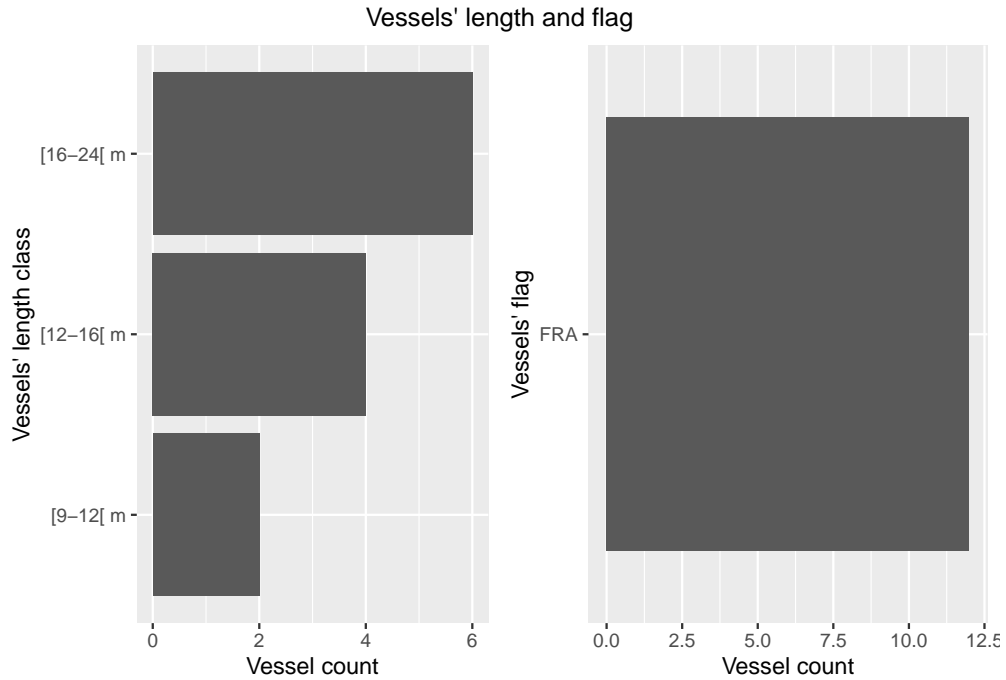 Vessels' length and flag
Vessels' length class
[16–24[ m
[12–16[ m
[9–12[ m
0 2 4 6
Vessel count
Vessels' flag
FRA
0.0 2.5 5.0 7.5 10.0 12.5
Vessel count